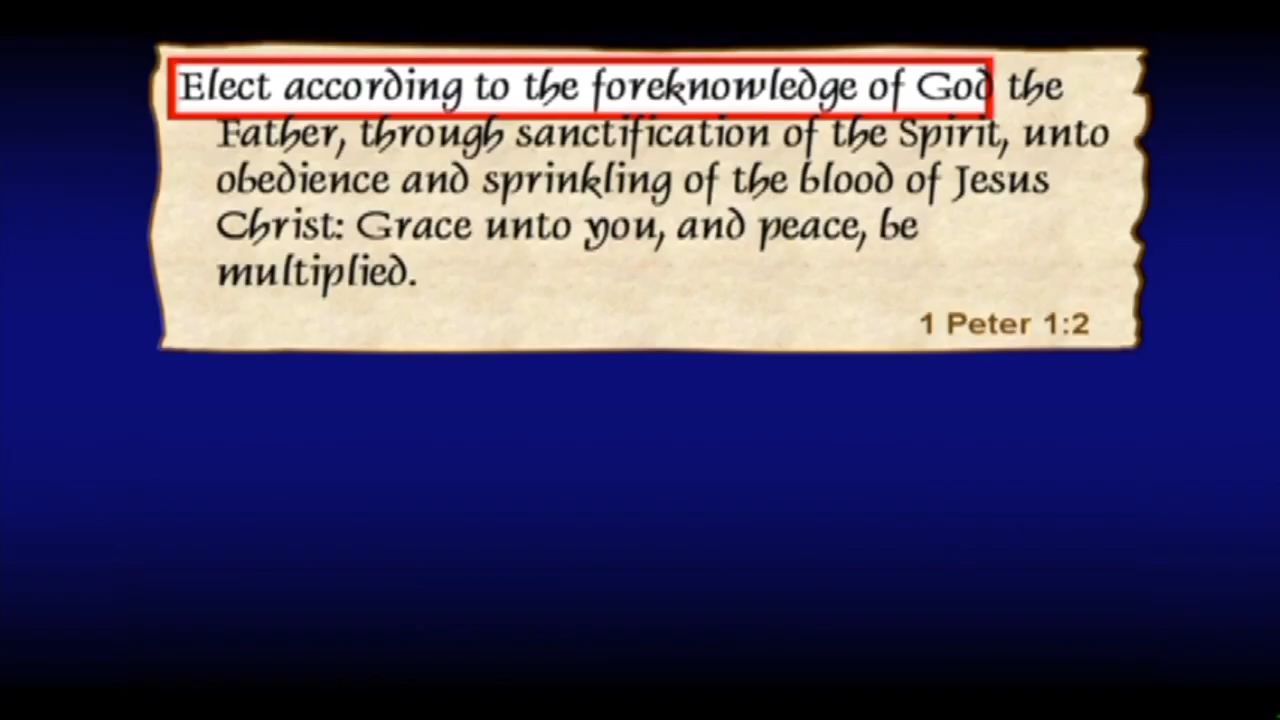 Elect according to the foreknowledge of God the
Father, through sanctification of the Spirit, unto
obedience and sprinkling of the blood of Jesus
Christ: Grace unto you, and peace, be
multiplied.
1 Peter 1:2